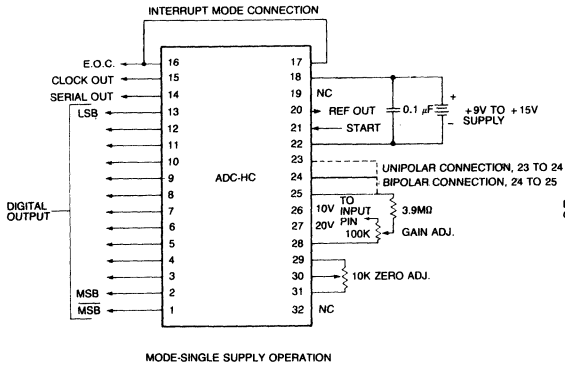 INTERRUPT MODE CONNECTION
E.O.C. 16 17
CLOCK OUT 15 18
SERIAL OUT 14 19 NC
LSB 13 20 REF OUT 0.1 μF + +9V TO +15V
12 21 START − SUPPLY
11 22
10 23 UNIPOLAR CONNECTION, 23 TO 24
9 ADC-HC 24 BIPOLAR CONNECTION, 24 TO 25
8 25
DIGITAL OUTPUT 7 26 10V TO INPUT PIN 3.9MΩ
6 27 20V 100K GAIN ADJ.
5 28
4 29
3 30 10K ZERO ADJ.
MSB 2 31
M̅S̅B̅ 1 32 NC
MODE-SINGLE SUPPLY OPERATION